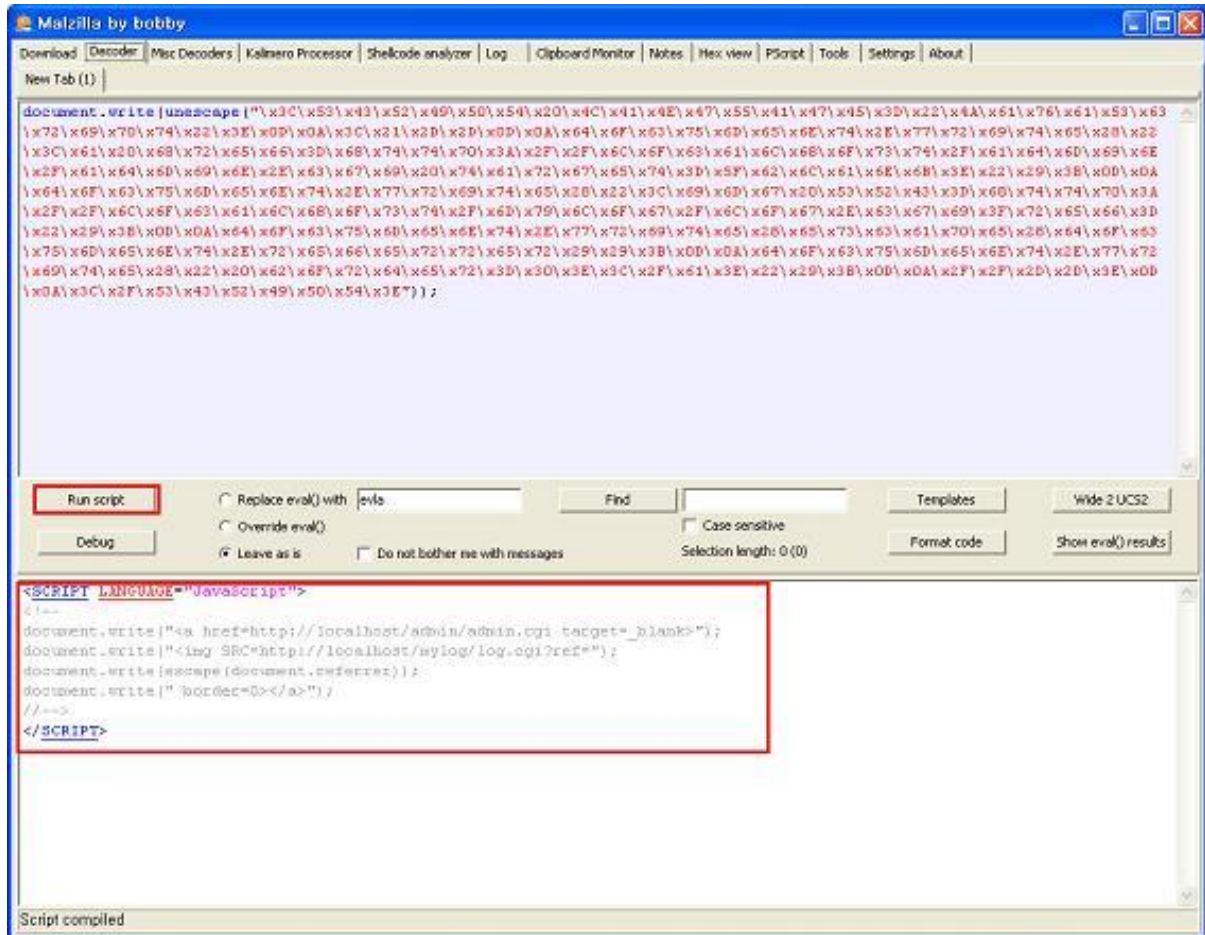 Malzilla by bobby
Download Decoder Misc Decoders Kalimero Processor Shellcode analyzer Log Clipboard Monitor Notes Hex view PScript Tools Settings About
New Tab (1)
document.write(unescape("\x3C\x53\x43\x52\x49\x50\x54\x20\x4C\x41\x4E\x47\x55\x41\x47\x45\x3D\x22\x4A\x61\x76\x61\x53\x63
\x72\x69\x70\x74\x22\x3E\x0D\x0A\x3C\x21\x2D\x2D\x0D\x0A\x64\x6F\x63\x75\x6D\x65\x6E\x74\x2E\x77\x72\x69\x74\x65\x28\x22
\x3C\x61\x20\x68\x72\x65\x66\x3D\x68\x74\x74\x70\x3A\x2F\x2F\x6C\x6F\x63\x61\x6C\x68\x6F\x73\x74\x2F\x61\x64\x6D\x69\x6E
\x2F\x61\x64\x6D\x69\x6E\x2E\x63\x67\x69\x20\x74\x61\x72\x67\x65\x74\x3D\x5F\x62\x6C\x61\x6E\x6B\x3E\x22\x29\x3B\x0D\x0A
\x64\x6F\x63\x75\x6D\x65\x6E\x74\x2E\x77\x72\x69\x74\x65\x28\x22\x3C\x69\x6D\x67\x20\x53\x52\x43\x3D\x68\x74\x74\x70\x3A
\x2F\x2F\x6C\x6F\x63\x61\x6C\x68\x6F\x73\x74\x2F\x6D\x79\x6C\x6F\x67\x2F\x6C\x6F\x67\x2E\x63\x67\x69\x3F\x72\x65\x66\x3D
\x22\x29\x3B\x0D\x0A\x64\x6F\x63\x75\x6D\x65\x6E\x74\x2E\x77\x72\x69\x74\x65\x28\x65\x73\x63\x61\x70\x65\x28\x64\x6F\x63
\x75\x6D\x65\x6E\x74\x2E\x72\x65\x66\x65\x72\x72\x65\x72\x29\x29\x3B\x0D\x0A\x64\x6F\x63\x75\x6D\x65\x6E\x74\x2E\x77\x72
\x69\x74\x65\x28\x22\x20\x62\x6F\x72\x64\x65\x72\x3D\x30\x3E\x3C\x2F\x61\x3E\x22\x29\x3B\x0D\x0A\x2F\x2F\x2D\x2D\x3E\x0D
\x0A\x3C\x2F\x53\x43\x52\x49\x50\x54\x3E"));
Run script Replace eval() with evla Find Templates Wide 2 UCS2
Override eval() Case sensitive
Debug Leave as is Do not bother me with messages Selection length: 0 (0) Format code Show eval() results
<SCRIPT LANGUAGE="JavaScript">
<!--
document.write("<a href=http://localhost/admin/admin.cgi target=_blank>");
document.write("<img SRC=http://localhost/mylog/log.cgi?ref=");
document.write(escape(document.referrer));
document.write(" border=0></a>");
//-->
</SCRIPT>
Script compiled